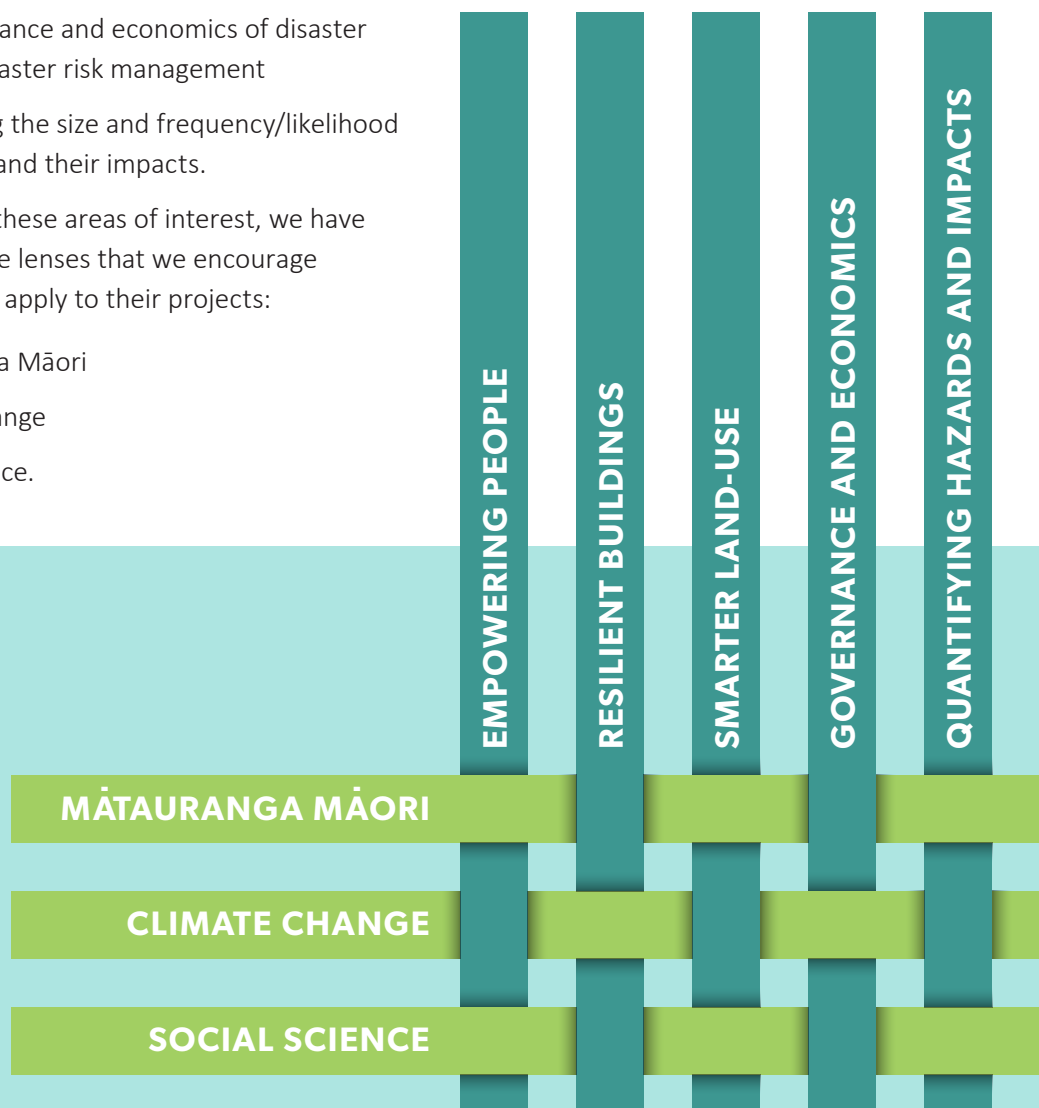 ance and economics of disaster
aster risk management
g the size and frequency/likelihood
and their impacts.
these areas of interest, we have
e lenses that we encourage
apply to their projects:
a Māori
ange
ce.
EMPOWERING PEOPLE
RESILIENT BUILDINGS
SMARTER LAND-USE
GOVERNANCE AND ECONOMICS
QUANTIFYING HAZARDS AND IMPACTS
MĀTAURANGA MĀORI
CLIMATE CHANGE
SOCIAL SCIENCE